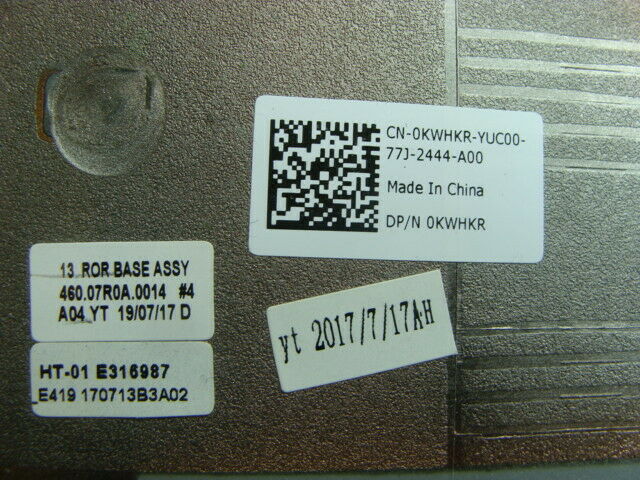 CN-0KWHKR-YUC00-
77J-2444-A00
Made In China
DP/N 0KWHKR
13 ROR BASE ASSY
460.07R0A.0014 #4
A04 YT 19/07/17 D
HT-01 E316987
E419 170713B3A02
yt 2017/7/17A-H